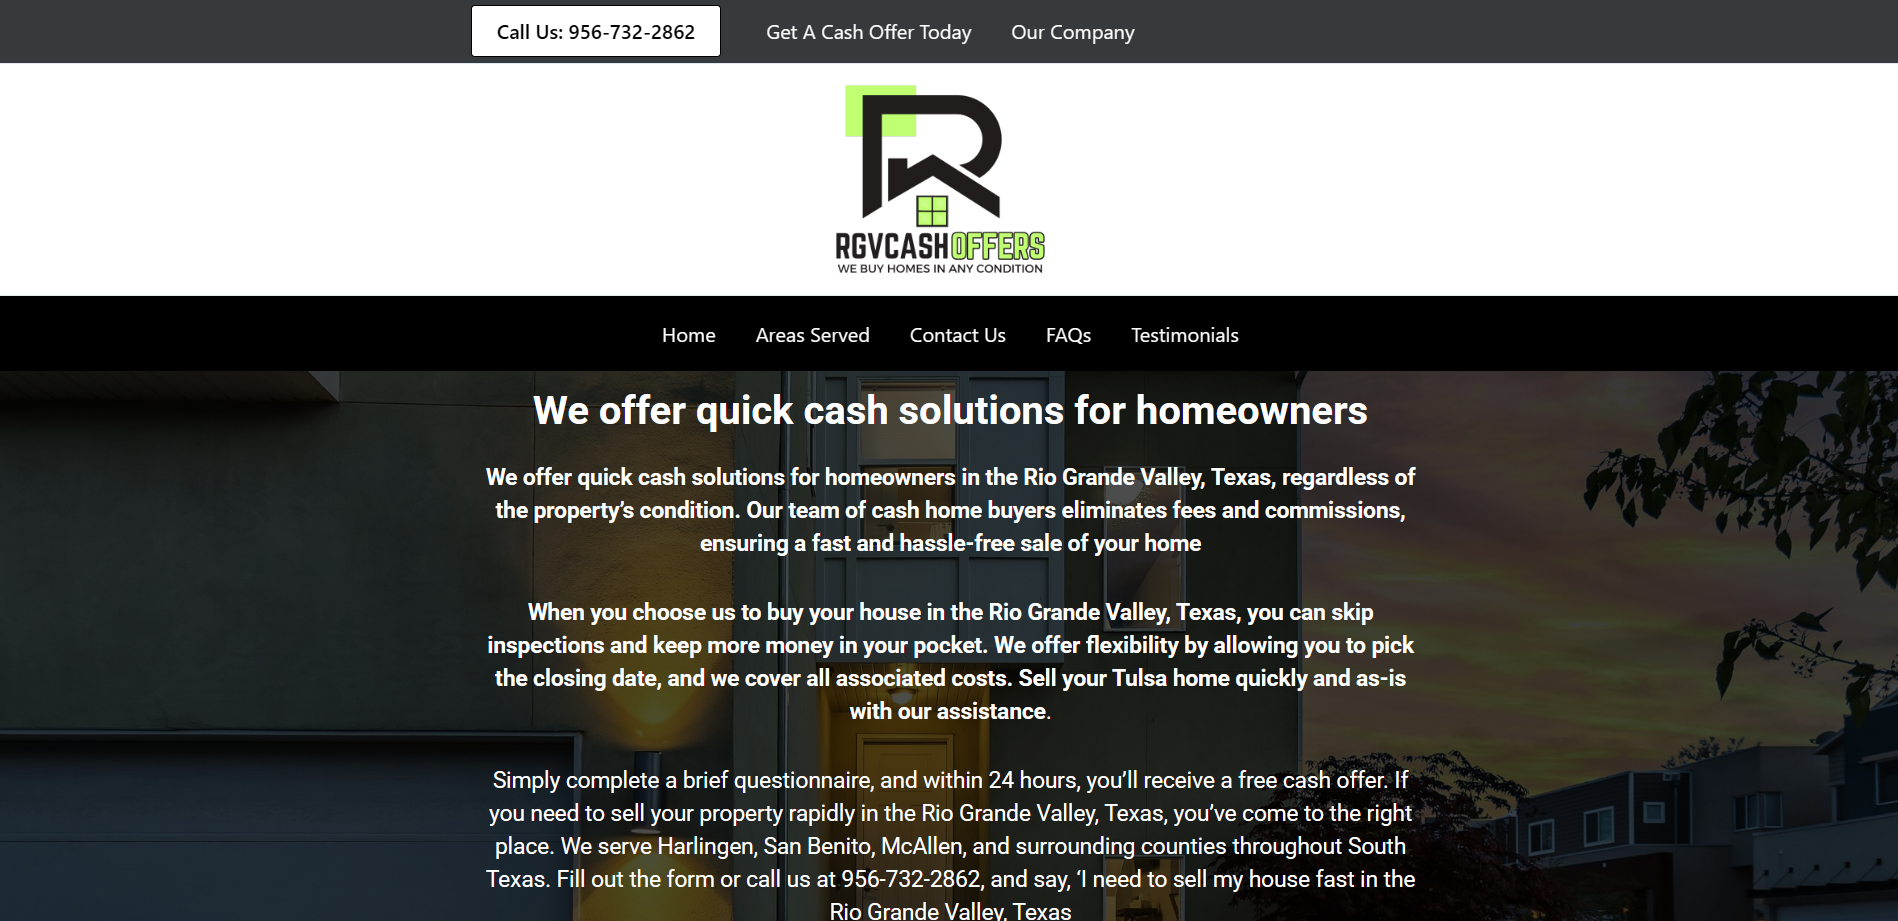 Call Us: 956-732-2862
Get A Cash Offer Today
Our Company
RGVCASHOFFERS
WE BUY HOMES IN ANY CONDITION
Home
Areas Served
Contact Us
FAQs
Testimonials
We offer quick cash solutions for homeowners
We offer quick cash solutions for homeowners in the Rio Grande Valley, Texas, regardless of
the property’s condition. Our team of cash home buyers eliminates fees and commissions,
ensuring a fast and hassle-free sale of your home
When you choose us to buy your house in the Rio Grande Valley, Texas, you can skip
inspections and keep more money in your pocket. We offer flexibility by allowing you to pick
the closing date, and we cover all associated costs. Sell your Tulsa home quickly and as-is
with our assistance.
Simply complete a brief questionnaire, and within 24 hours, you’ll receive a free cash offer. If
you need to sell your property rapidly in the Rio Grande Valley, Texas, you’ve come to the right
place. We serve Harlingen, San Benito, McAllen, and surrounding counties throughout South
Texas. Fill out the form or call us at 956-732-2862, and say, ‘I need to sell my house fast in the
Rio Grande Valley, Texas